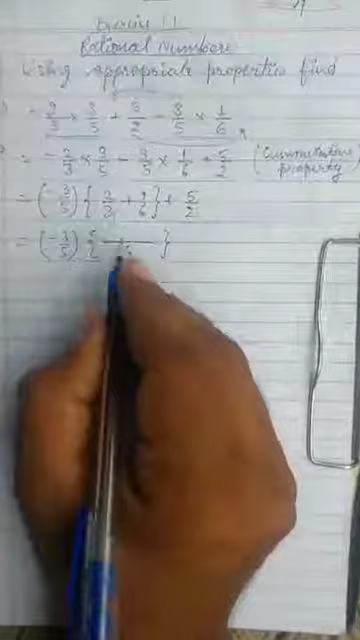 Exercise 1.1
Rational Numbers
Using appropriate properties find
-2/3 × 3/5 + 5/2 - 3/5 × 1/6
= -2/3 × 3/5 - 3/5 × 1/6 + 5/2 (Commutative property)
= (-3/5) { 2/3 + 1/6 } + 5/2
= (-3/5) { }